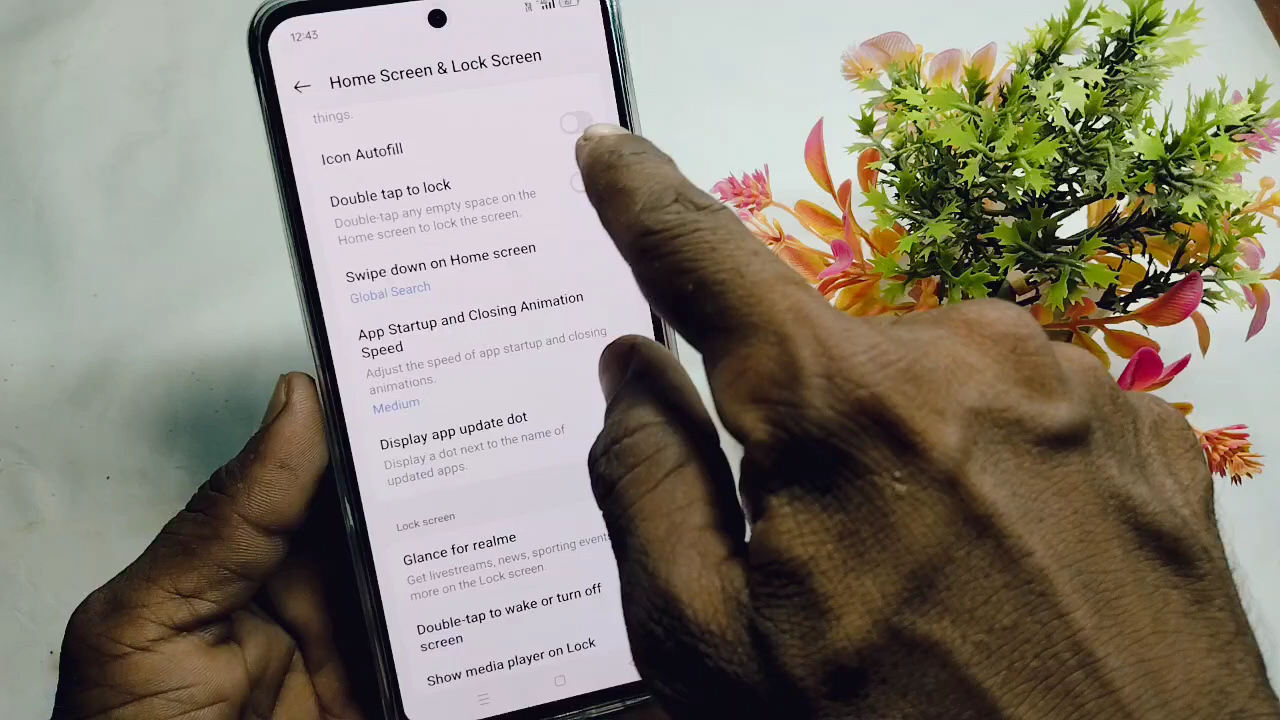 12:43
Home Screen & Lock Screen
things.
Icon Autofill
Double tap to lock
Double-tap any empty space on the
Home screen to lock the screen.
Swipe down on Home screen
Global Search
App Startup and Closing Animation
Speed
Adjust the speed of app startup and closing
animations.
Medium
Display app update dot
Display a dot next to the name of
updated apps.
Lock screen
Glance for realme
Get livestreams, news, sporting events
more on the Lock screen.
Double-tap to wake or turn off
screen
Show media player on Lock